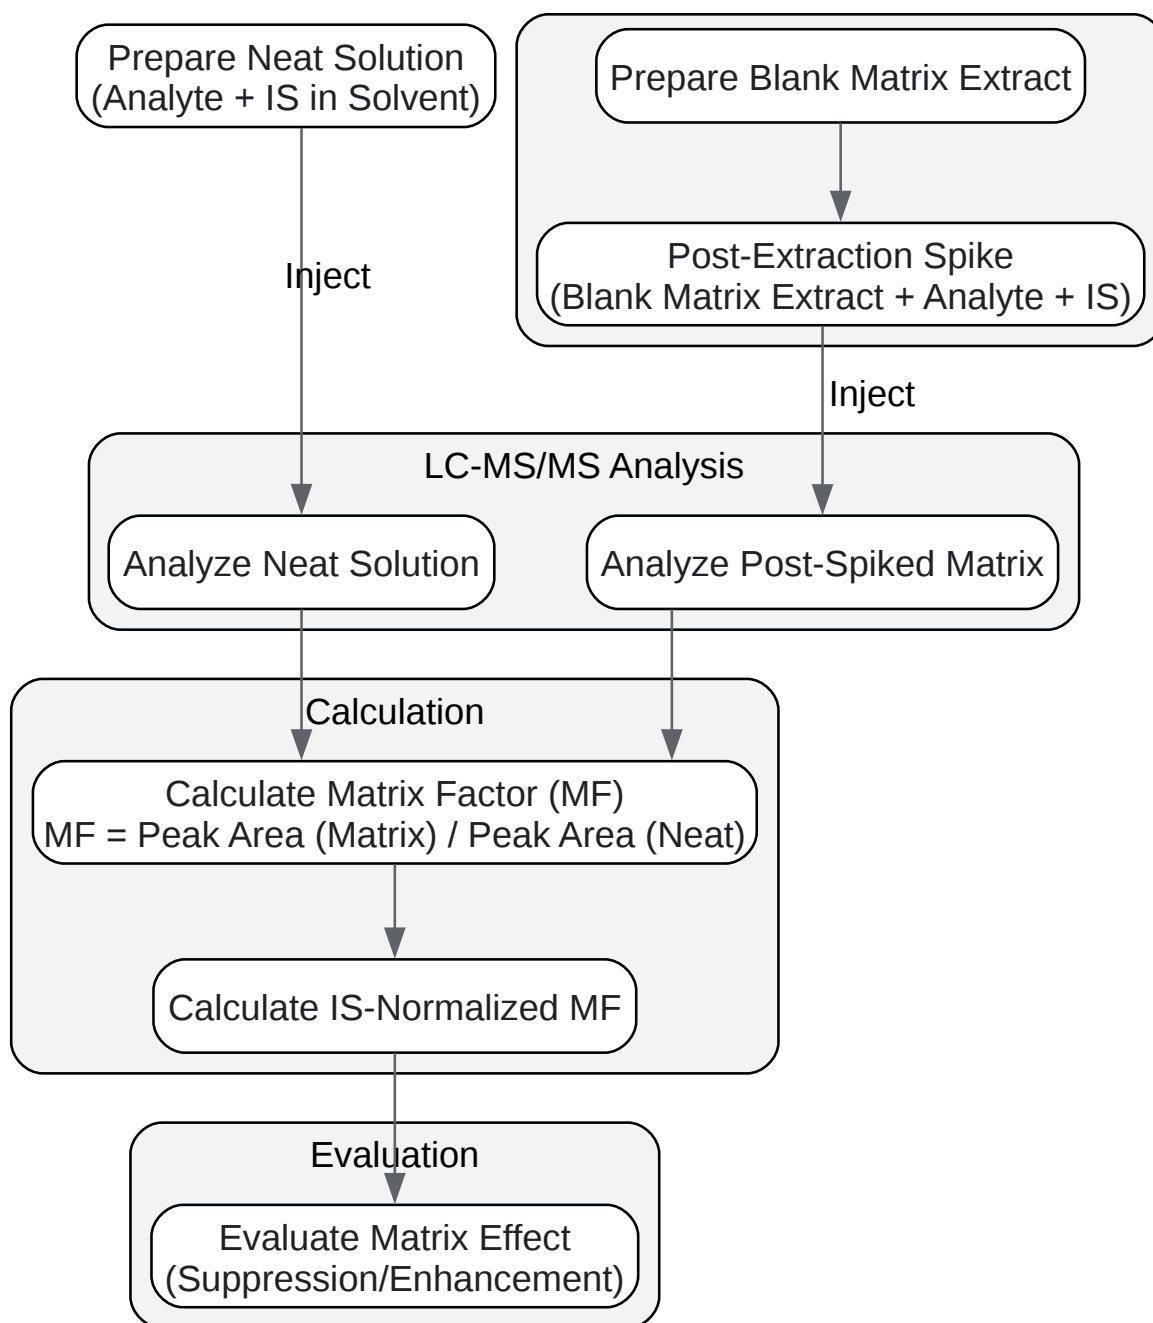 Prepare Neat Solution
(Analyte + IS in Solvent)
Prepare Blank Matrix Extract
Post-Extraction Spike
(Blank Matrix Extract + Analyte + IS)
Inject
Inject
LC-MS/MS Analysis
Analyze Neat Solution
Analyze Post-Spiked Matrix
Calculation
Calculate Matrix Factor (MF)
MF = Peak Area (Matrix) / Peak Area (Neat)
Calculate IS-Normalized MF
Evaluation
Evaluate Matrix Effect
(Suppression/Enhancement)